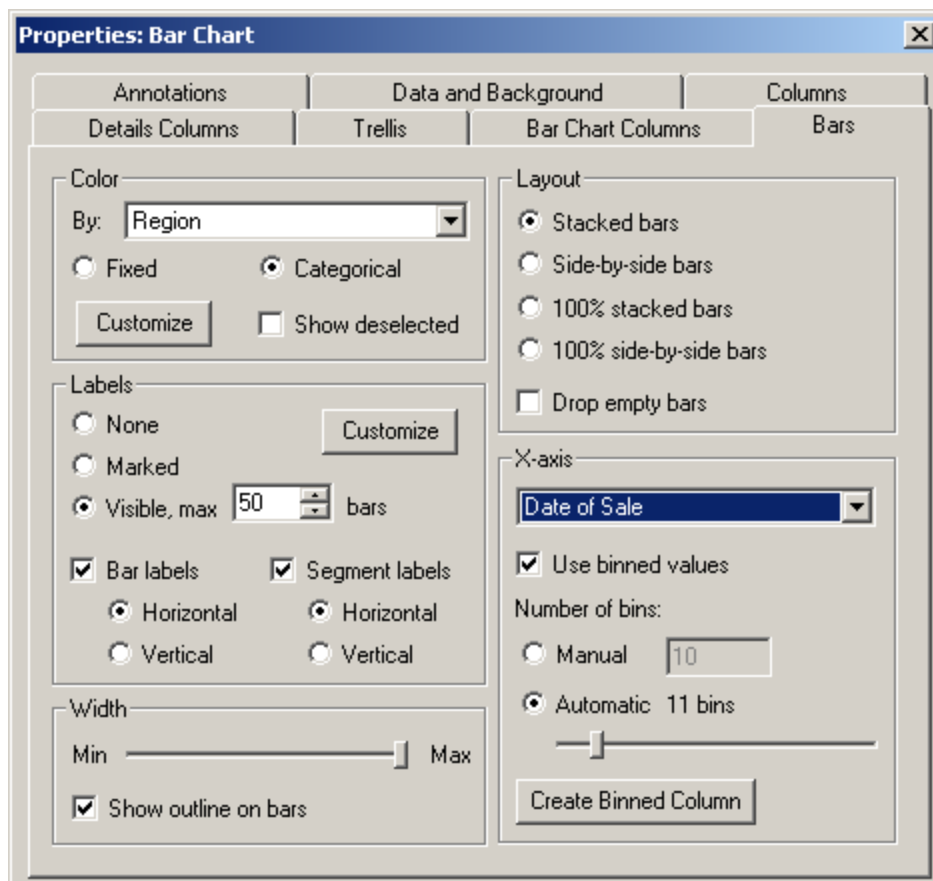 Properties: Bar Chart
Annotations
Data and Background
Columns
Details Columns
Trellis
Bar Chart Columns
Bars
Color
By: Region
Fixed
Categorical
Customize
Show deselected
Labels
None
Customize
Marked
Visible, max 50 bars
Bar labels
Segment labels
Horizontal
Horizontal
Vertical
Vertical
Width
Min
Max
Show outline on bars
Layout
Stacked bars
Side-by-side bars
100% stacked bars
100% side-by-side bars
Drop empty bars
X-axis
Date of Sale
Use binned values
Number of bins:
Manual 10
Automatic 11 bins
Create Binned Column